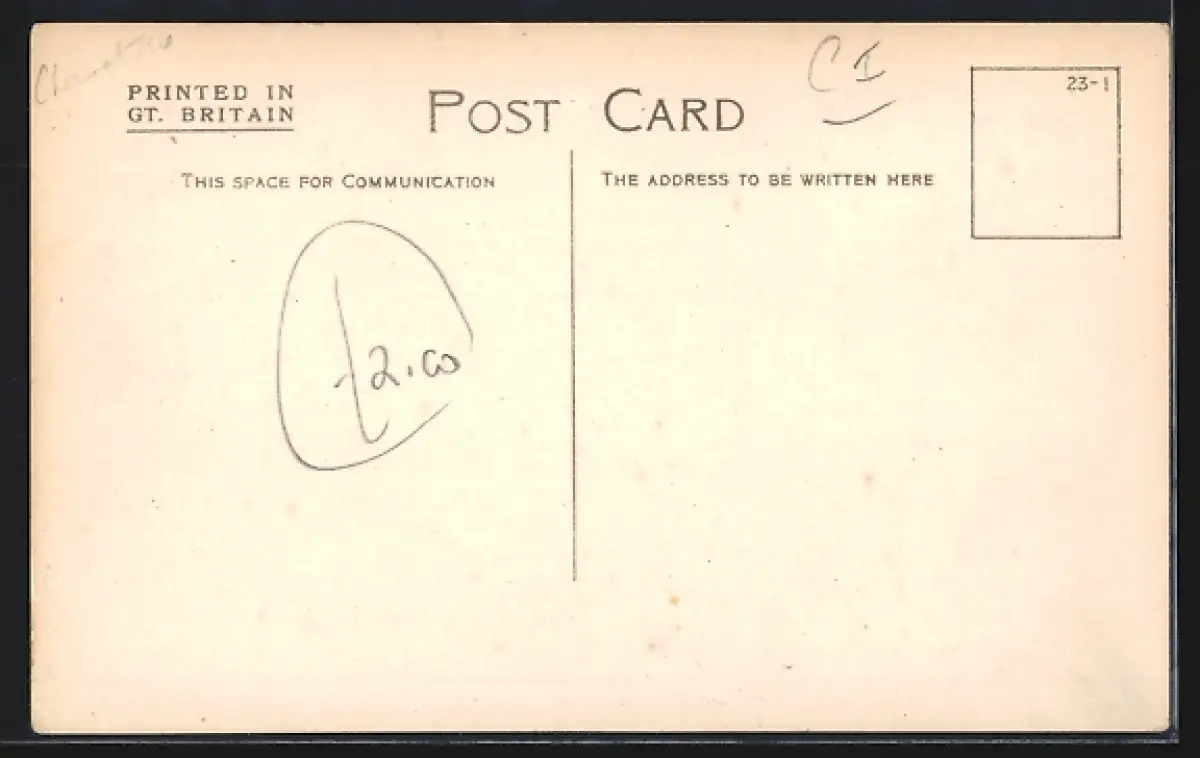 PRINTED IN
GT. BRITAIN
POST CARD
CI
23-1
THIS SPACE FOR COMMUNICATION
THE ADDRESS TO BE WRITTEN HERE
£2.00